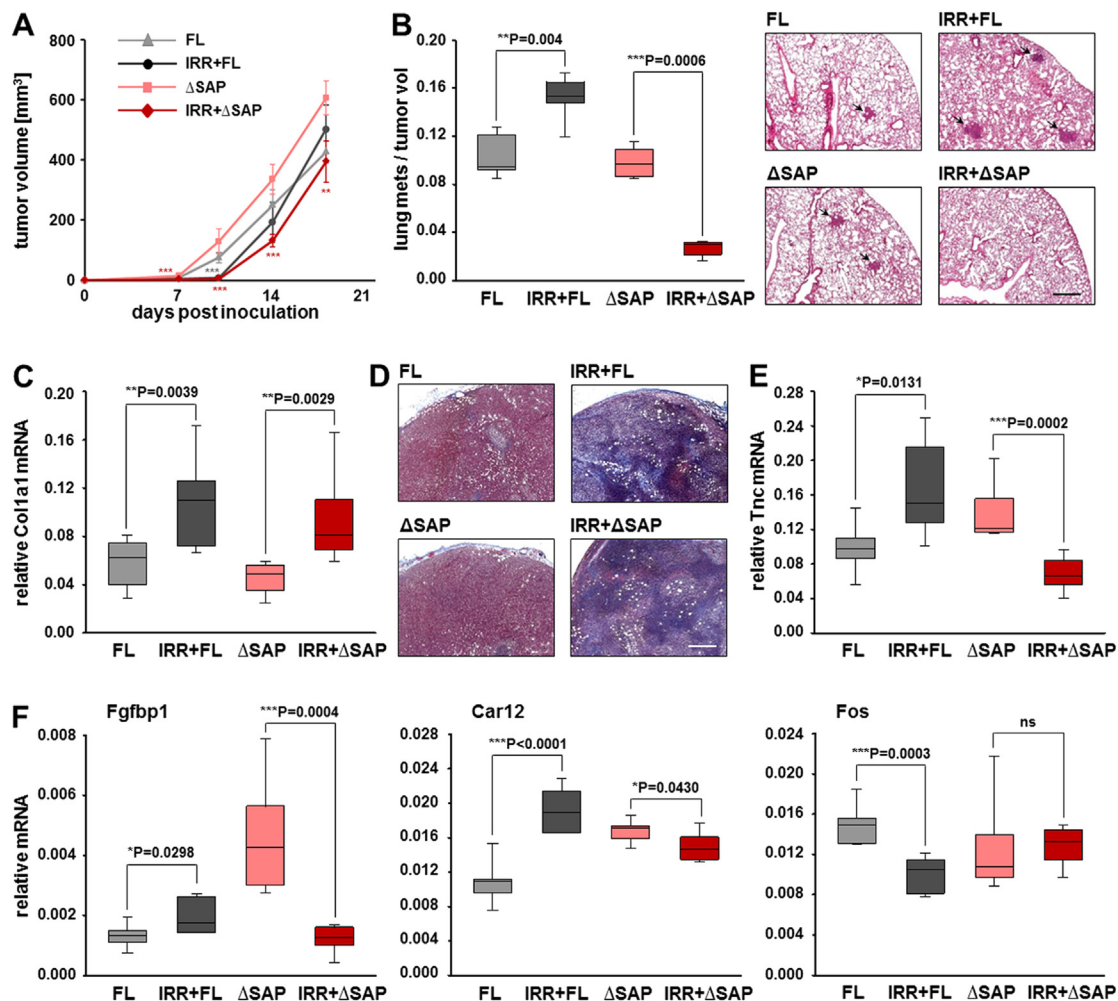 A
800
600
400
200
0
tumor volume [mm³]
FL
IRR+FL
ΔSAP
IRR+ΔSAP
***
***
***
***
**
0
7
14
21
days post inoculation
B
0.20
0.16
0.12
0.08
0.04
0.00
lung mets / tumor vol
**P=0.004
***P=0.0006
FL
IRR+FL
ΔSAP
IRR+ΔSAP
FL
IRR+FL
ΔSAP
IRR+ΔSAP
C
0.20
0.16
0.12
0.08
0.04
0.00
relative Col1a1 mRNA
**P=0.0039
**P=0.0029
FL
IRR+FL
ΔSAP
IRR+ΔSAP
D
FL
IRR+FL
ΔSAP
IRR+ΔSAP
E
0.28
0.24
0.20
0.16
0.12
0.08
0.04
0.00
relative Tnc mRNA
*P=0.0131
***P=0.0002
FL
IRR+FL
ΔSAP
IRR+ΔSAP
F
Fgfbp1
0.008
0.006
0.004
0.002
0.000
relative mRNA
*P=0.0298
***P=0.0004
FL
IRR+FL
ΔSAP
IRR+ΔSAP
Car12
0.028
0.024
0.020
0.016
0.012
0.008
0.004
0.000
***P<0.0001
*P=0.0430
FL
IRR+FL
ΔSAP
IRR+ΔSAP
Fos
0.028
0.024
0.020
0.016
0.012
0.008
0.004
0.000
***P=0.0003
ns
FL
IRR+FL
ΔSAP
IRR+ΔSAP